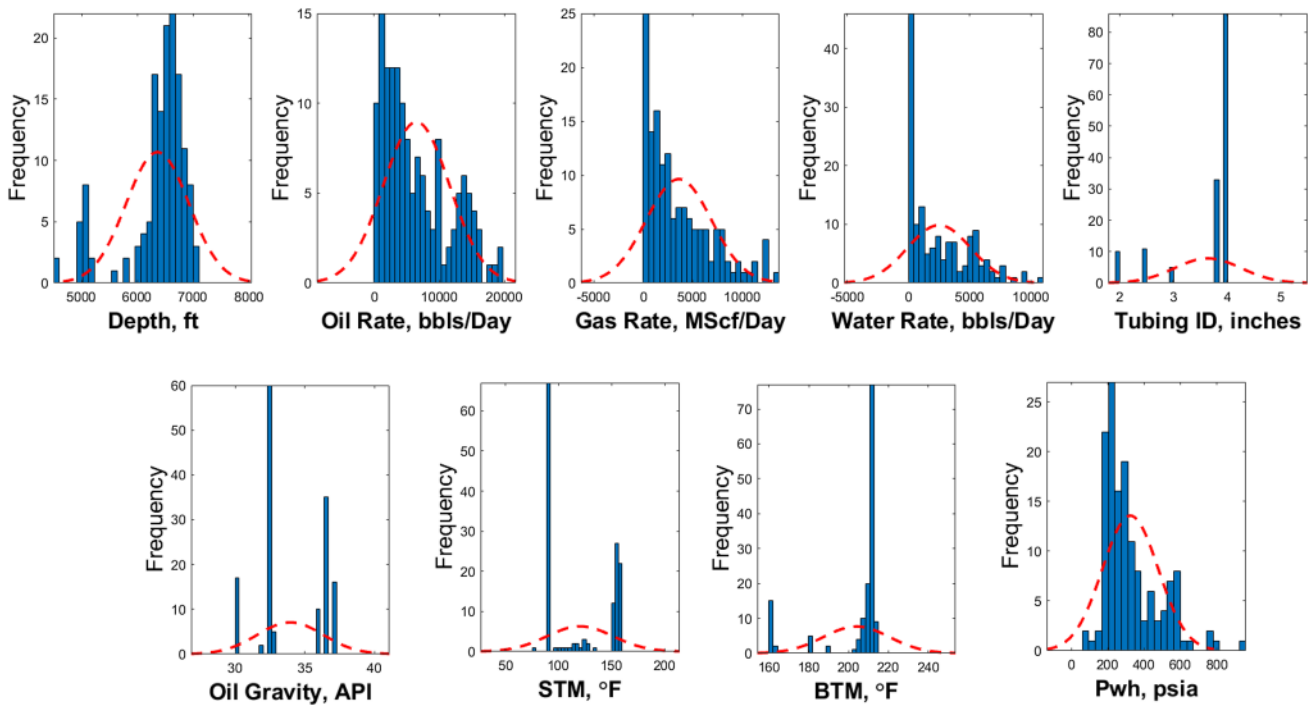 Frequency
20
15
10
5
0
5000 6000 7000 8000
Depth, ft
Frequency
15
10
5
0
0 10000 20000
Oil Rate, bbls/Day
Frequency
25
20
15
10
5
0
-5000 0 5000 10000
Gas Rate, MScf/Day
Frequency
40
30
20
10
0
-5000 0 5000 10000
Water Rate, bbls/Day
Frequency
80
70
60
50
40
30
20
10
0
2 3 4 5
Tubing ID, inches
Frequency
60
50
40
30
20
10
0
30 35 40
Oil Gravity, API
Frequency
60
50
40
30
20
10
0
50 100 150 200
STM, °F
Frequency
70
60
50
40
30
20
10
0
160 180 200 220 240
BTM, °F
Frequency
25
20
15
10
5
0
0 200 400 600 800
Pwh, psia